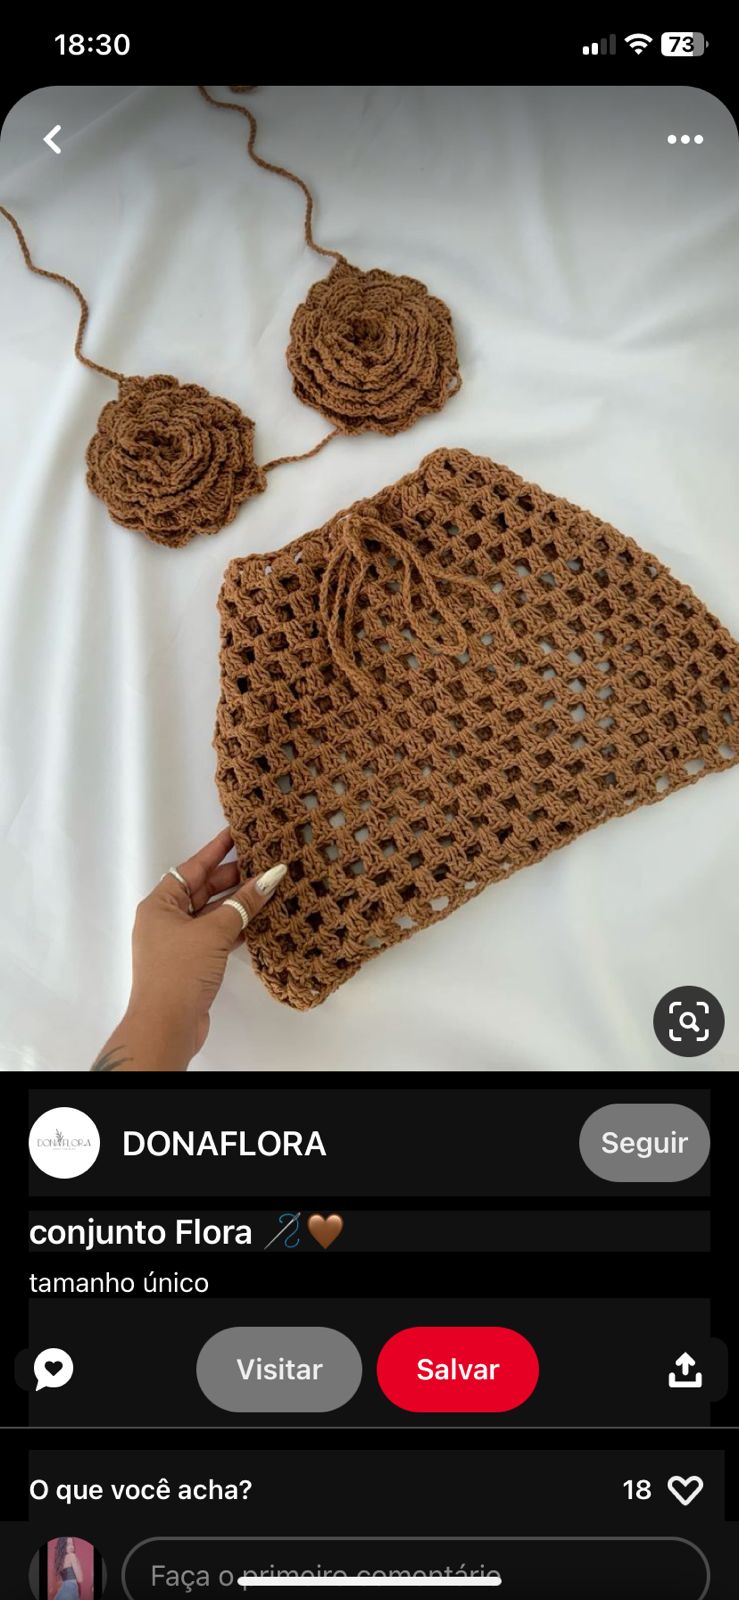 18:30
73
DONAFLORA
DONAFLORA
Seguir
conjunto Flora 🪡🤎
tamanho único
Visitar
Salvar
O que você acha?
18
Faça o primeiro comentário